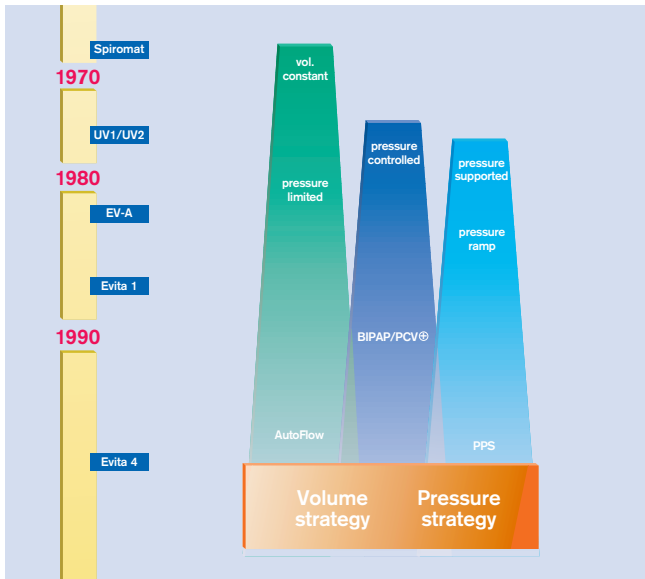 Spiromat
1970
UV1/UV2
1980
EV-A
Evita 1
1990
Evita 4
vol.
constant
pressure
limited
AutoFlow
pressure
controlled
BIPAP/PCV⊕
pressure
supported
pressure
ramp
PPS
Volume
strategy
Pressure
strategy